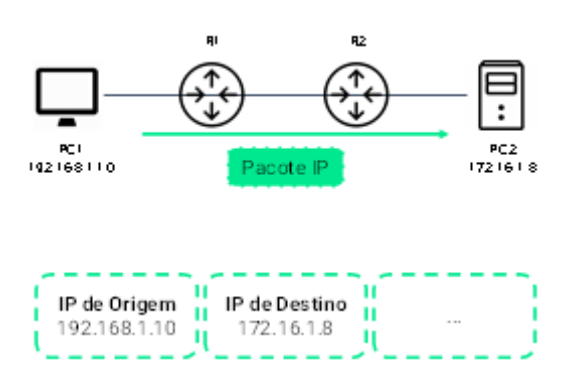 R1 R2
PC1
192.168.1.10
PC2
172.16.1.8
Pacote IP
IP de Origem
192.168.1.10
IP de Destino
172.16.1.8
...